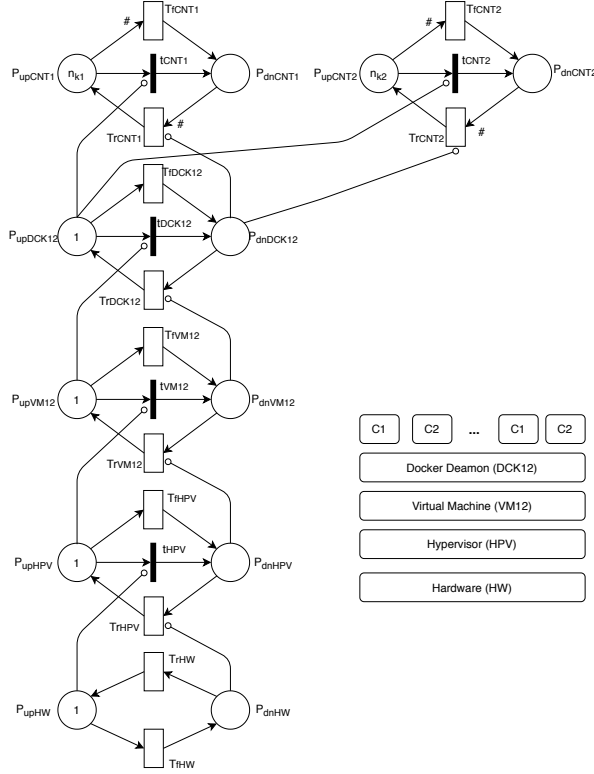 TfCNT1
TfCNT2
#
#
tCNT1
tCNT2
PupCNT1
nk1
PdnCNT1
PupCNT2
nk2
PdnCNT2
#
#
TrCNT1
TrCNT2
TfDCK12
tDCK12
PupDCK12
1
PdnDCK12
TrDCK12
TfVM12
tVM12
PupVM12
1
PdnVM12
C1 C2 ... C1 C2
TrVM12
Docker Deamon (DCK12)
TfHPV
Virtual Machine (VM12)
tHPV
Hypervisor (HPV)
PupHPV
1
PdnHPV
Hardware (HW)
TrHPV
TrHW
PupHW
1
PdnHW
TfHW